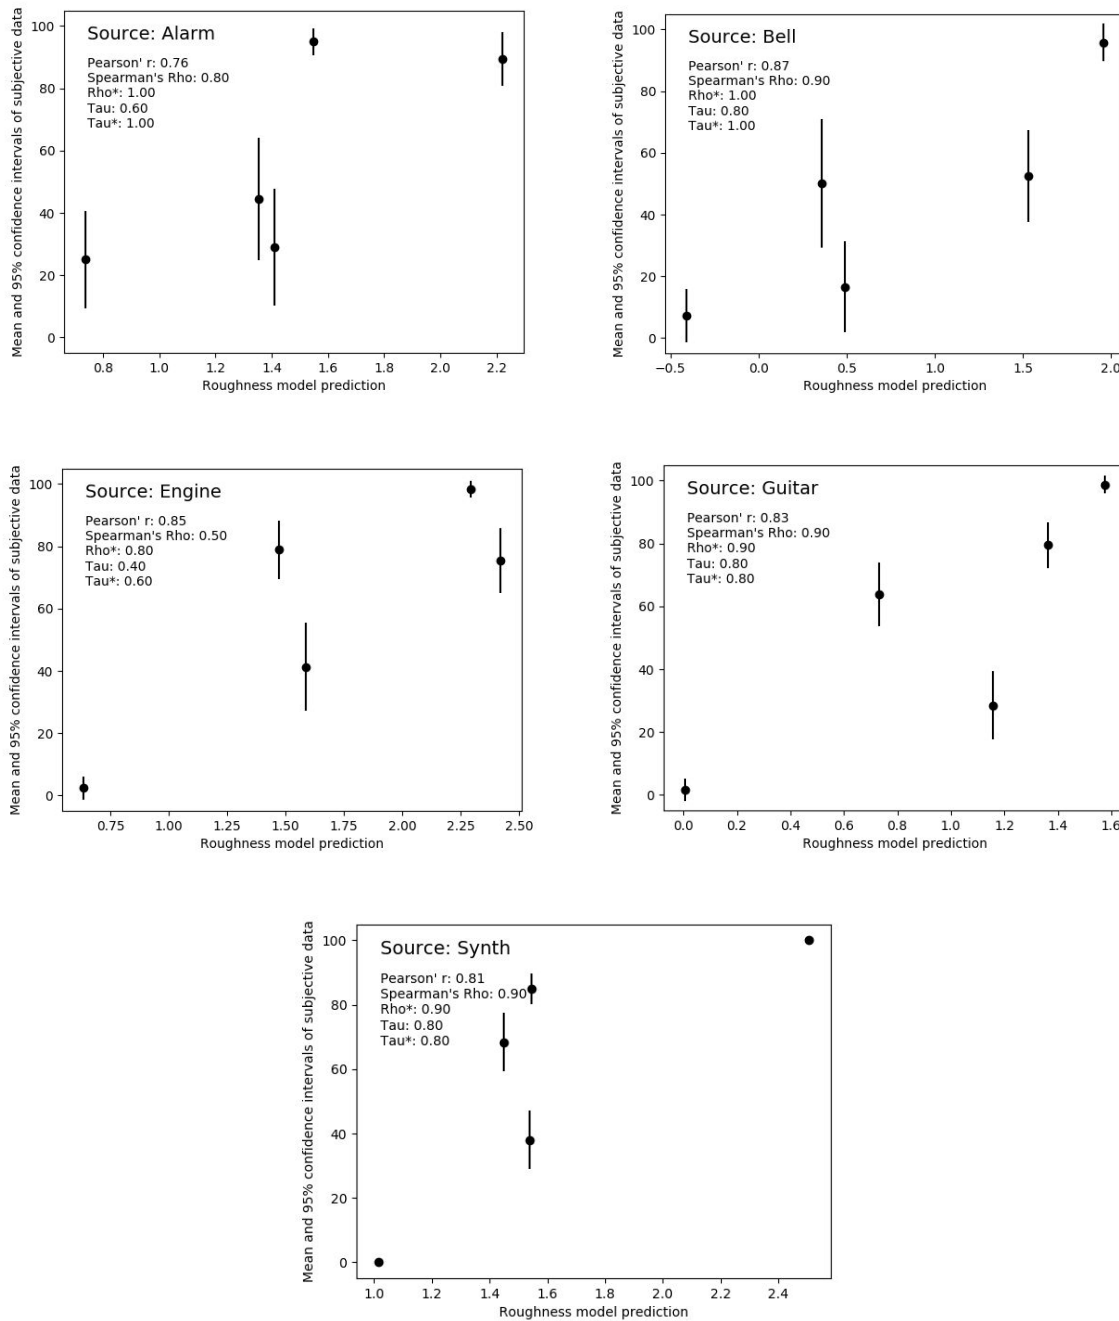 Source: Alarm
Pearson' r: 0.76
Spearman's Rho: 0.80
Rho*: 1.00
Tau: 0.60
Tau*: 1.00
Mean and 95% confidence intervals of subjective data
100
80
60
40
20
0
0.8 1.0 1.2 1.4 1.6 1.8 2.0 2.2
Roughness model prediction
Source: Bell
Pearson' r: 0.87
Spearman's Rho: 0.90
Rho*: 1.00
Tau: 0.80
Tau*: 1.00
Mean and 95% confidence intervals of subjective data
100
80
60
40
20
0
−0.5 0.0 0.5 1.0 1.5 2.0
Roughness model prediction
Source: Engine
Pearson' r: 0.85
Spearman's Rho: 0.50
Rho*: 0.80
Tau: 0.40
Tau*: 0.60
Mean and 95% confidence intervals of subjective data
100
80
60
40
20
0
0.75 1.00 1.25 1.50 1.75 2.00 2.25 2.50
Roughness model prediction
Source: Guitar
Pearson' r: 0.83
Spearman's Rho: 0.90
Rho*: 0.90
Tau: 0.80
Tau*: 0.80
Mean and 95% confidence intervals of subjective data
100
80
60
40
20
0
0.0 0.2 0.4 0.6 0.8 1.0 1.2 1.4 1.6
Roughness model prediction
Source: Synth
Pearson' r: 0.81
Spearman's Rho: 0.90
Rho*: 0.90
Tau: 0.80
Tau*: 0.80
Mean and 95% confidence intervals of subjective data
100
80
60
40
20
0
1.0 1.2 1.4 1.6 1.8 2.0 2.2 2.4
Roughness model prediction